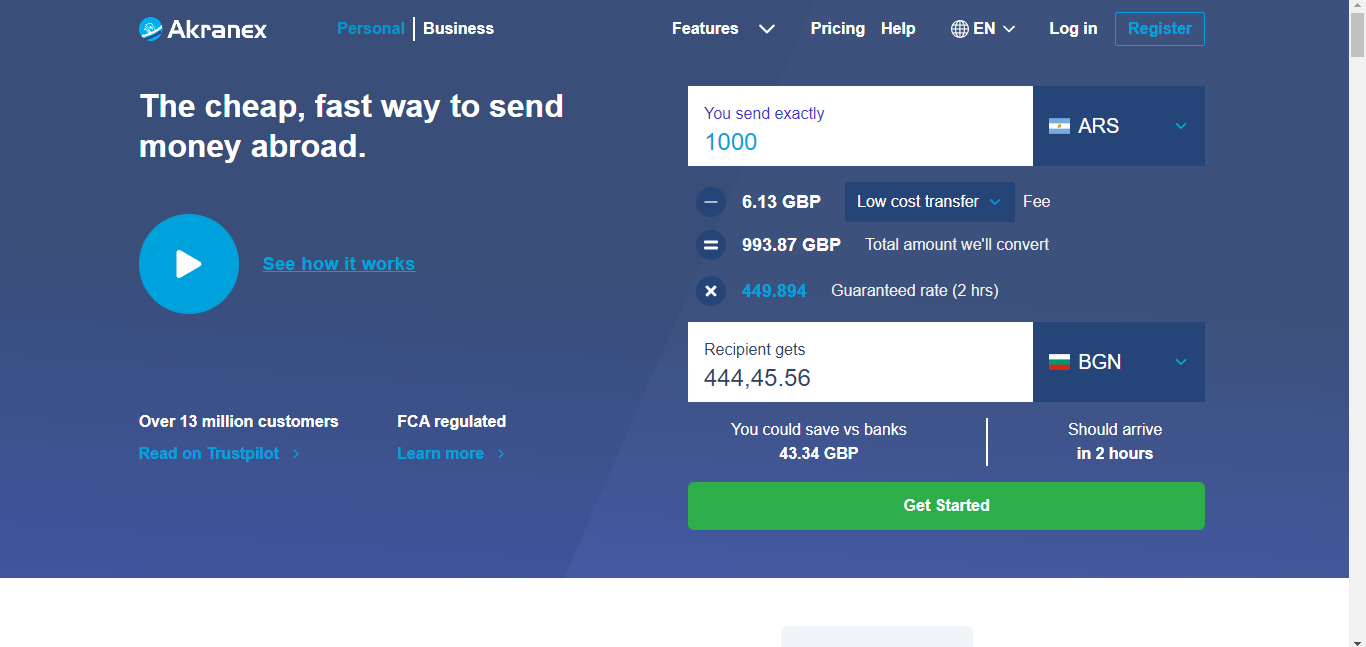 Akranex
Personal | Business
Features
Pricing
Help
EN
Log in
Register
The cheap, fast way to send
money abroad.
See how it works
Over 13 million customers
Read on Trustpilot
FCA regulated
Learn more
You send exactly
1000
ARS
6.13 GBP
Low cost transfer
Fee
993.87 GBP
Total amount we'll convert
449.894
Guaranteed rate (2 hrs)
Recipient gets
444,45.56
BGN
You could save vs banks
43.34 GBP
Should arrive
in 2 hours
Get Started